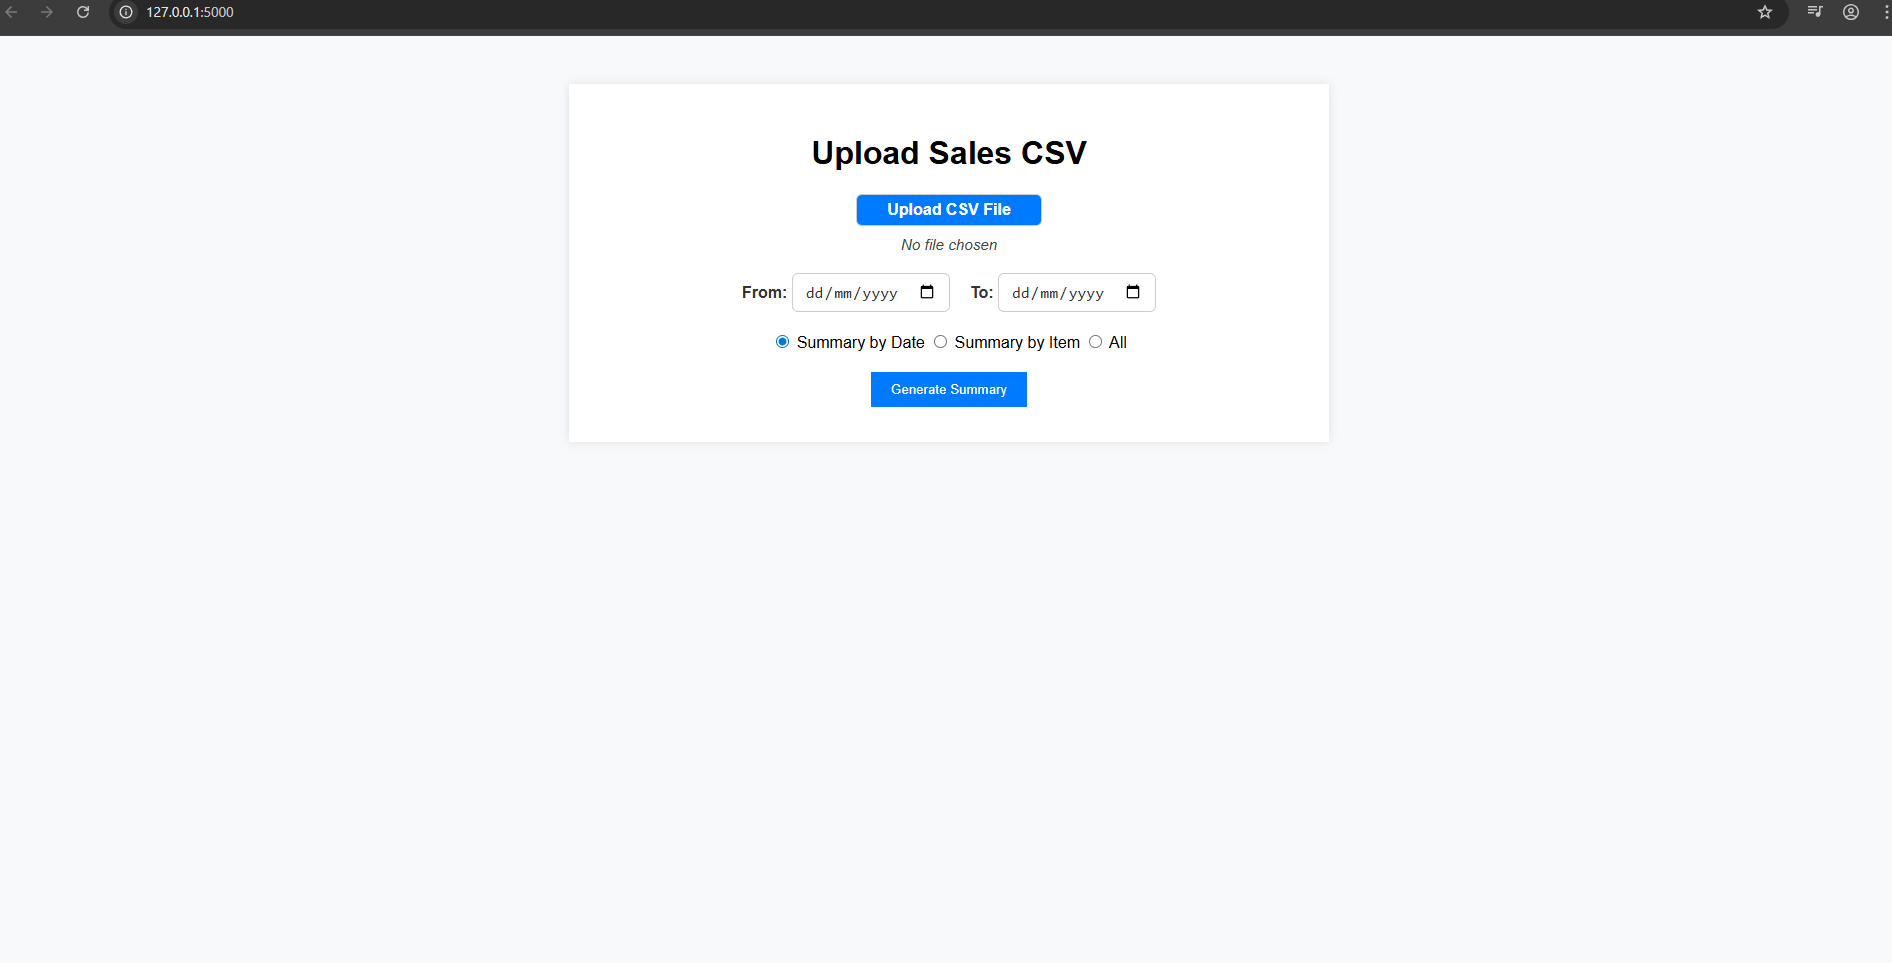 127.0.0.1:5000
Upload Sales CSV
Upload CSV File
No file chosen
From: dd/mm/yyyy To: dd/mm/yyyy
Summary by Date Summary by Item All
Generate Summary